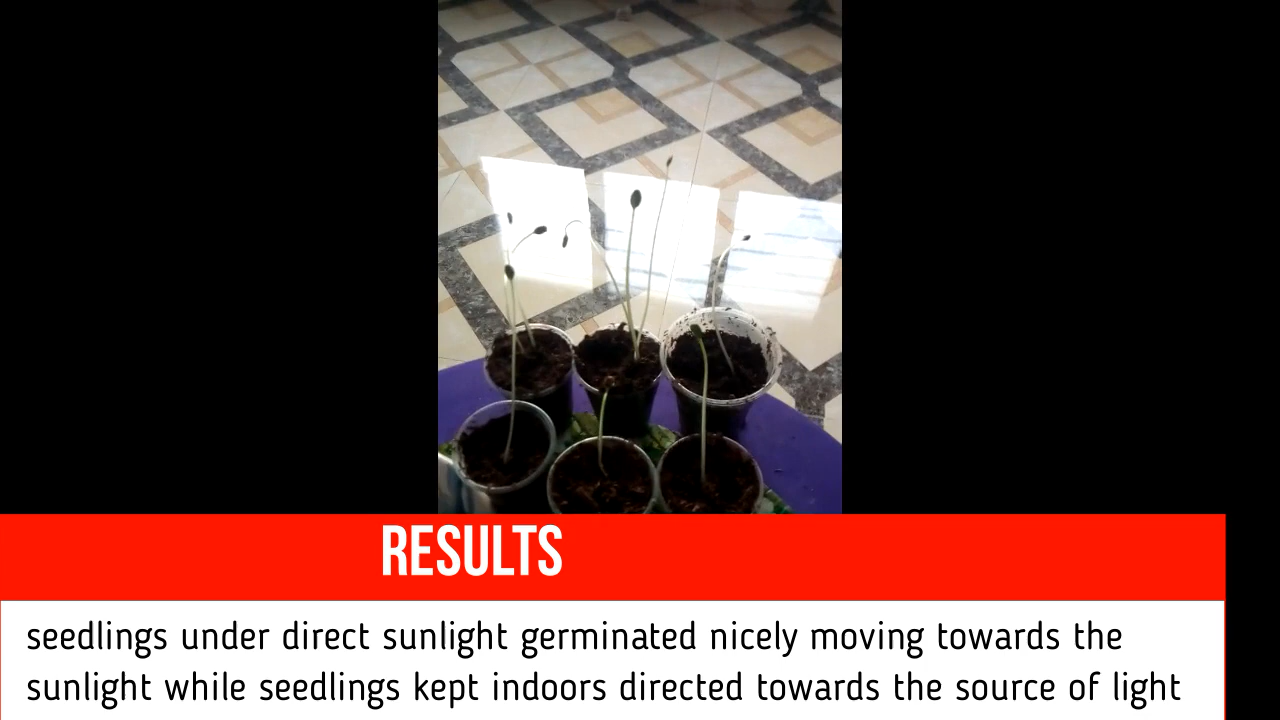 RESULTS
seedlings under direct sunlight germinated nicely moving towards the
sunlight while seedlings kept indoors directed towards the source of light